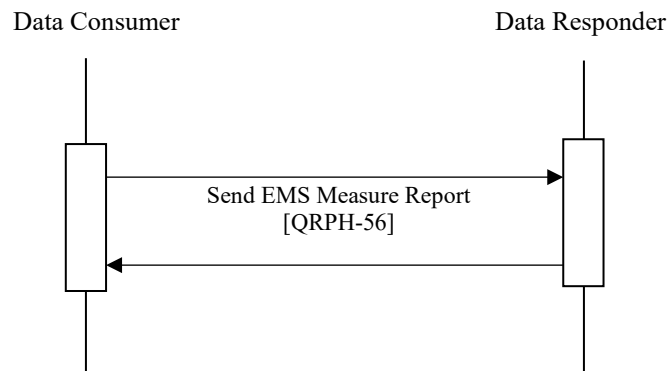 Data Consumer
Data Responder
Send EMS Measure Report
[QRPH-56]